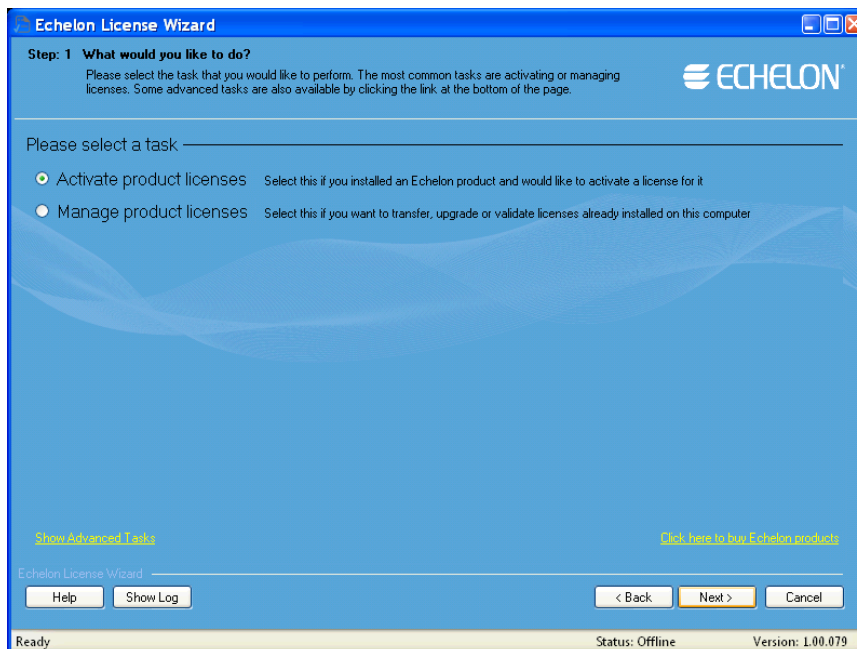 Echelon License Wizard
Step: 1 What would you like to do?
Please select the task that you would like to perform. The most common tasks are activating or managing
licenses. Some advanced tasks are also available by clicking the link at the bottom of the page.
ECHELON
Please select a task
Activate product licenses Select this if you installed an Echelon product and would like to activate a license for it
Manage product licenses Select this if you want to transfer, upgrade or validate licenses already installed on this computer
Show Advanced Tasks Click here to buy Echelon products
Echelon License Wizard
Help Show Log < Back Next > Cancel
Ready Status: Offline Version: 1.00.079